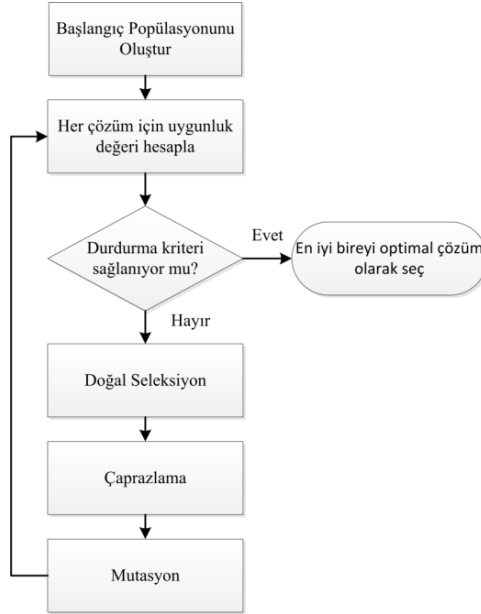 Başlangıç Popülasyonunu
Oluştur
Her çözüm için uygunluk
değeri hesapla
Durdurma kriteri
sağlanıyor mu?
Evet
En iyi bireyi optimal çözüm
olarak seç
Hayır
Doğal Seleksiyon
Çaprazlama
Mutasyon